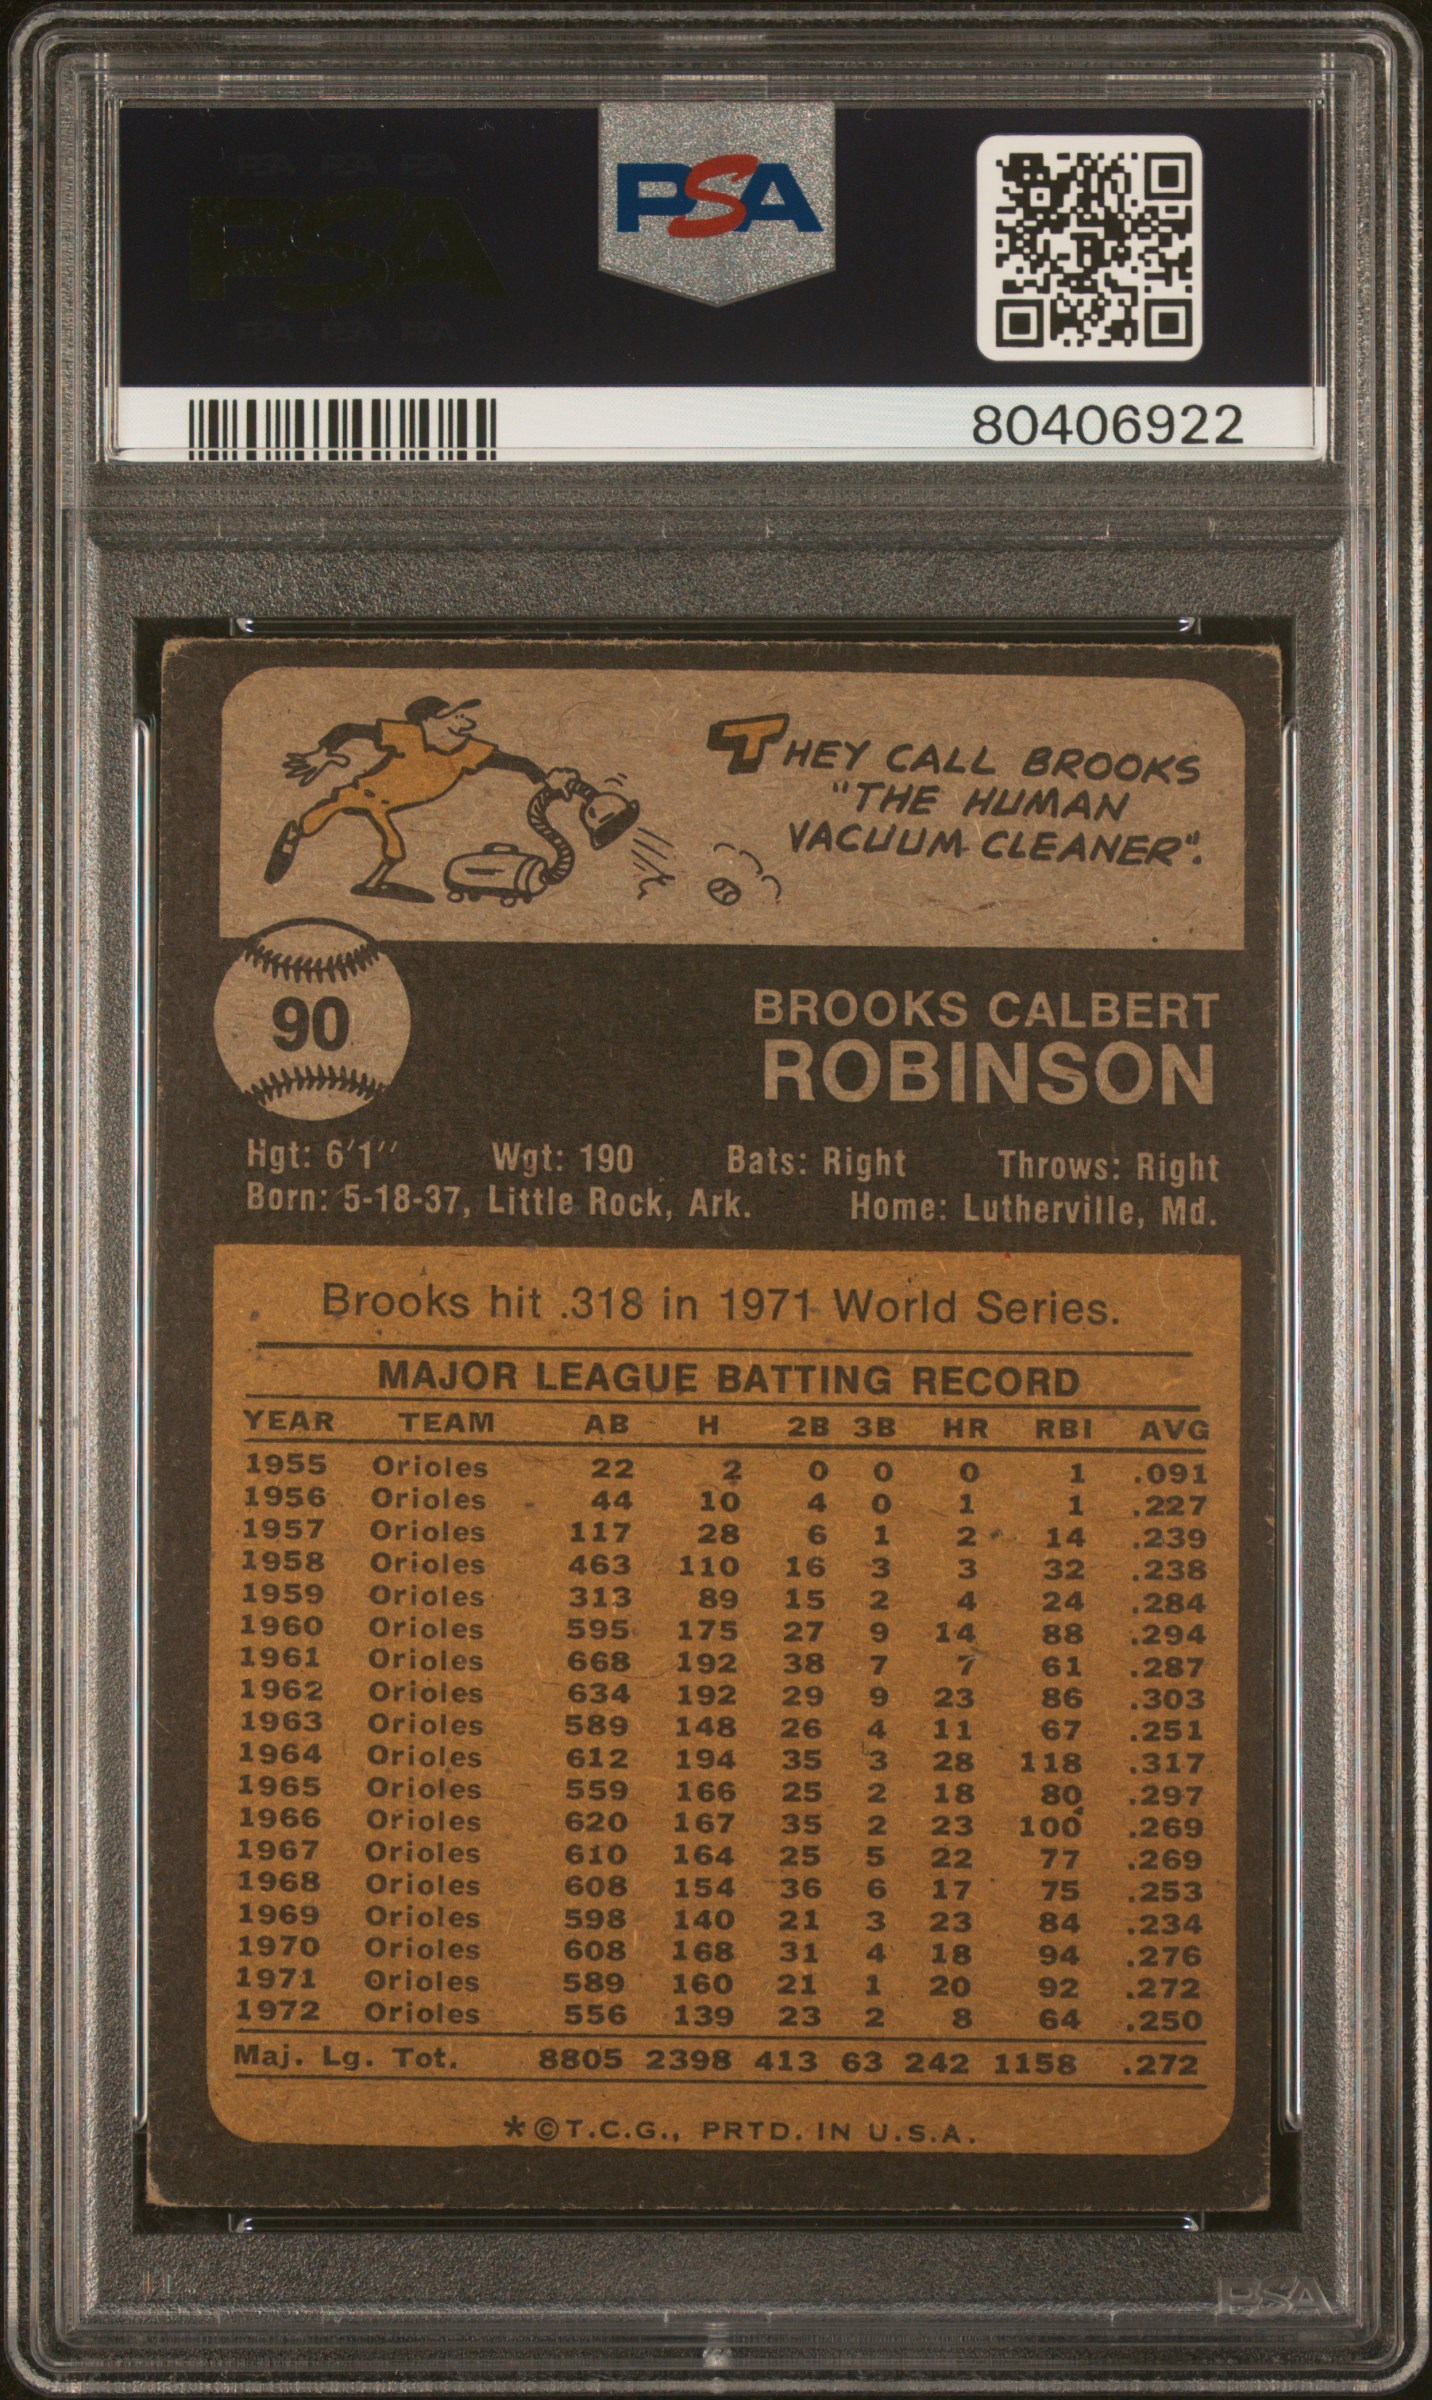 PSA PSA PSA
PSA
PSA PSA PSA
PSA
80406922
THEY CALL BROOKS
"THE HUMAN
VACUUM CLEANER".
90
BROOKS CALBERT
ROBINSON
Hgt: 6'1'' Wgt: 190 Bats: Right Throws: Right
Born: 5-18-37, Little Rock, Ark. Home: Lutherville, Md.
Brooks hit .318 in 1971 World Series.
MAJOR LEAGUE BATTING RECORD
YEAR TEAM AB H 2B 3B HR RBI AVG
1955 Orioles 22 2 0 0 0 1 .091
1956 Orioles 44 10 4 0 1 1 .227
1957 Orioles 117 28 6 1 2 14 .239
1958 Orioles 463 110 16 3 3 32 .238
1959 Orioles 313 89 15 2 4 24 .284
1960 Orioles 595 175 27 9 14 88 .294
1961 Orioles 668 192 38 7 7 61 .287
1962 Orioles 634 192 29 9 23 86 .303
1963 Orioles 589 148 26 4 11 67 .251
1964 Orioles 612 194 35 3 28 118 .317
1965 Orioles 559 166 25 2 18 80 .297
1966 Orioles 620 167 35 2 23 100 .269
1967 Orioles 610 164 25 5 22 77 .269
1968 Orioles 608 154 36 6 17 75 .253
1969 Orioles 598 140 21 3 23 84 .234
1970 Orioles 608 168 31 4 18 94 .276
1971 Orioles 589 160 21 1 20 92 .272
1972 Orioles 556 139 23 2 8 64 .250
Maj. Lg. Tot. 8805 2398 413 63 242 1158 .272
*©T.C.G., PRTD. IN U.S.A.
PSA